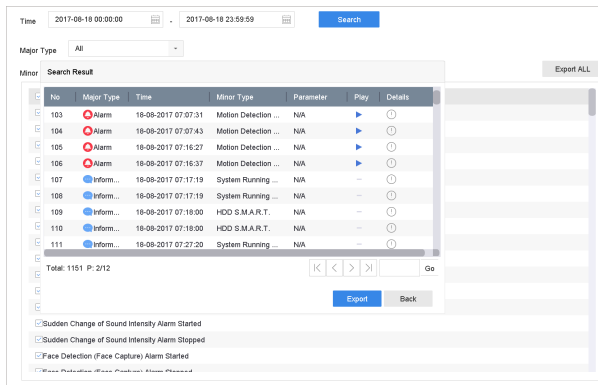 Time 2017-08-18 00:00:00 - 2017-08-18 23:59:59 Search
Major Type All
Minor
Export ALL
Search Result
No Major Type Time Minor Type Parameter Play Details
103 Alarm 18-08-2017 07:07:31 Motion Detection ... N/A
104 Alarm 18-08-2017 07:07:43 Motion Detection ... N/A
105 Alarm 18-08-2017 07:16:27 Motion Detection ... N/A
106 Alarm 18-08-2017 07:16:37 Motion Detection ... N/A
107 Inform... 18-08-2017 07:17:19 System Running ... N/A —
108 Inform... 18-08-2017 07:17:19 System Running ... N/A —
109 Inform... 18-08-2017 07:18:00 HDD S.M.A.R.T. N/A —
110 Inform... 18-08-2017 07:18:00 HDD S.M.A.R.T. N/A —
111 Inform... 18-08-2017 07:27:20 System Running ... N/A —
Total: 1151 P: 2/12 Go
Export Back
Sudden Change of Sound Intensity Alarm Started
Sudden Change of Sound Intensity Alarm Stopped
Face Detection (Face Capture) Alarm Started
Face Detection (Face Capture) Alarm Stopped